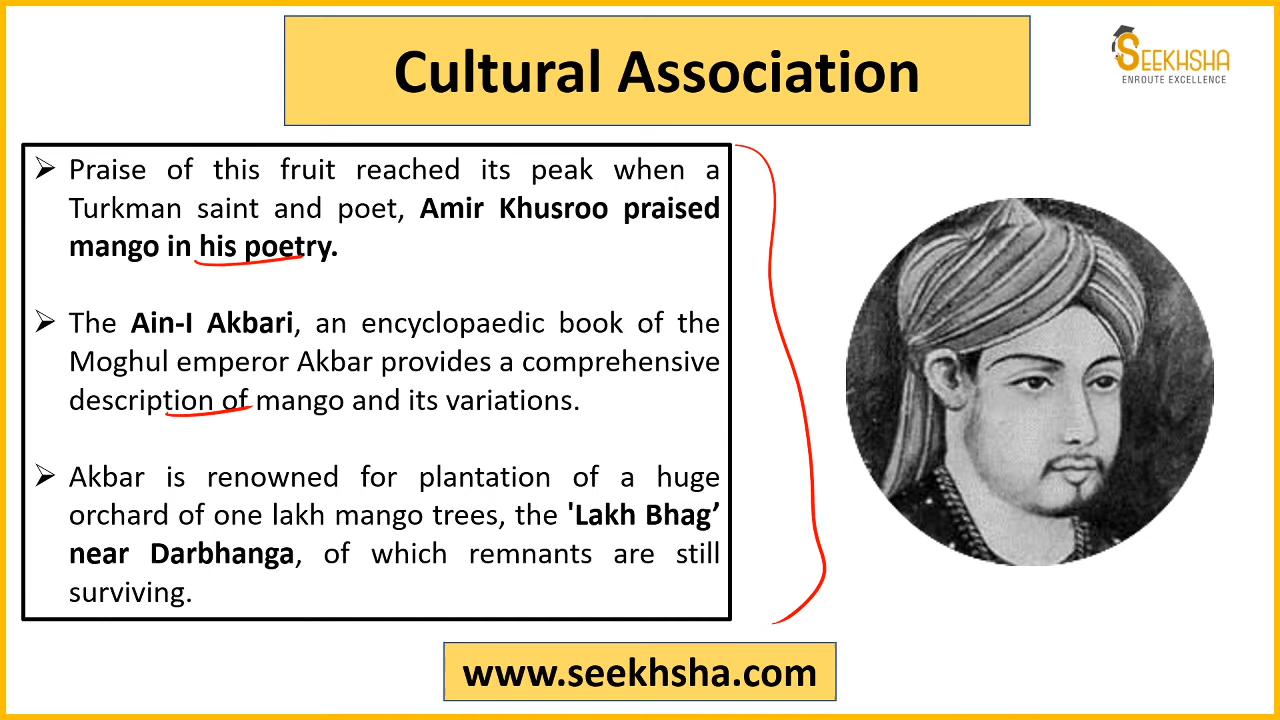 Cultural Association
SEEKHSHA
ENROUTE EXCELLENCE
➢ Praise of this fruit reached its peak when a
Turkman saint and poet, Amir Khusroo praised
mango in his poetry.
➢ The Ain-I Akbari, an encyclopaedic book of the
Moghul emperor Akbar provides a comprehensive
description of mango and its variations.
➢ Akbar is renowned for plantation of a huge
orchard of one lakh mango trees, the 'Lakh Bhag’
near Darbhanga, of which remnants are still
surviving.
www.seekhsha.com